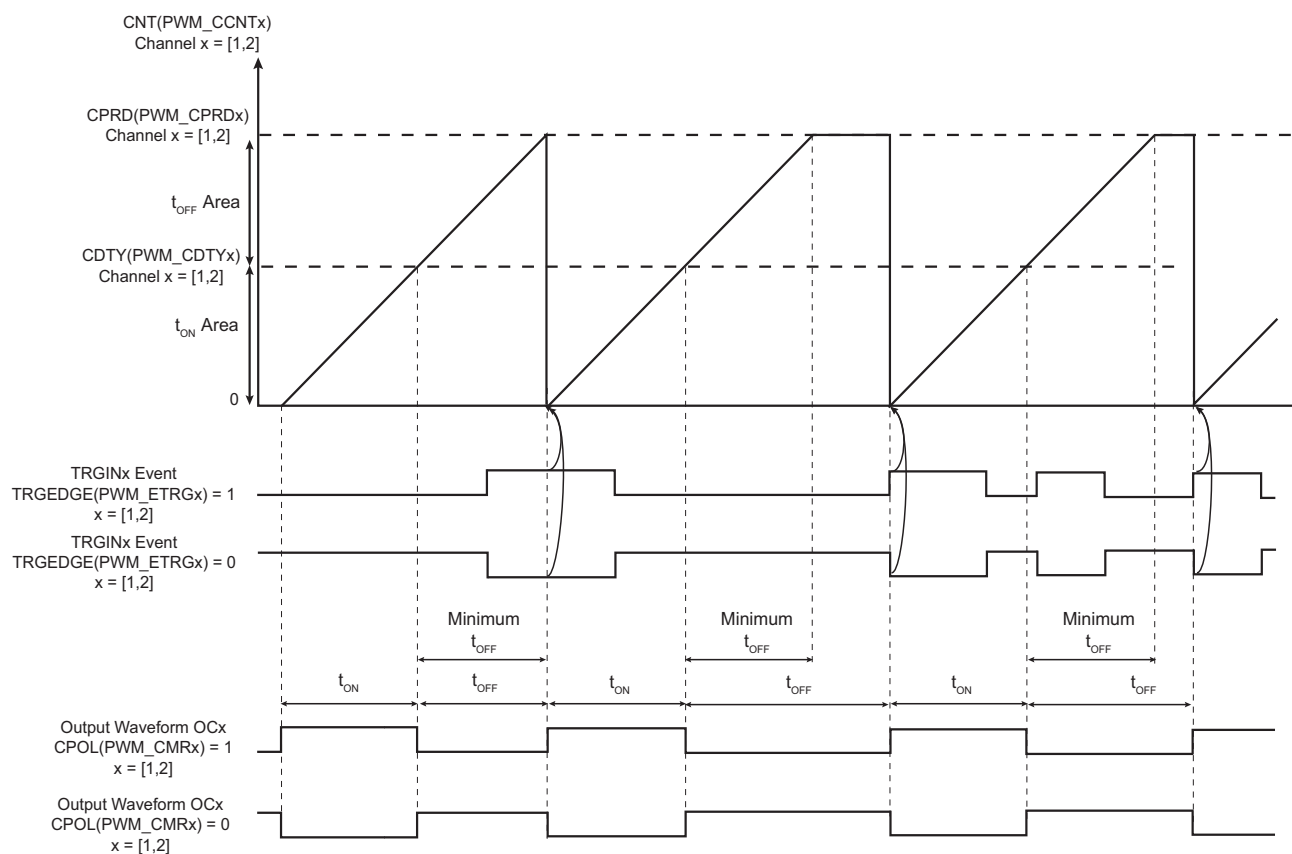 CNT(PWM_CCNTx)
Channel x = [1,2]
CPRD(PWM_CPRDx)
Channel x = [1,2]
tOFF Area
CDTY(PWM_CDTYx)
Channel x = [1,2]
tON Area
0
TRGINx Event
TRGEDGE(PWM_ETRGx) = 1
x = [1,2]
TRGINx Event
TRGEDGE(PWM_ETRGx) = 0
x = [1,2]
Minimum
tOFF
Minimum
tOFF
Minimum
tOFF
tON
tOFF
tON
tOFF
tON
tOFF
Output Waveform OCx
CPOL(PWM_CMRx) = 1
x = [1,2]
Output Waveform OCx
CPOL(PWM_CMRx) = 0
x = [1,2]